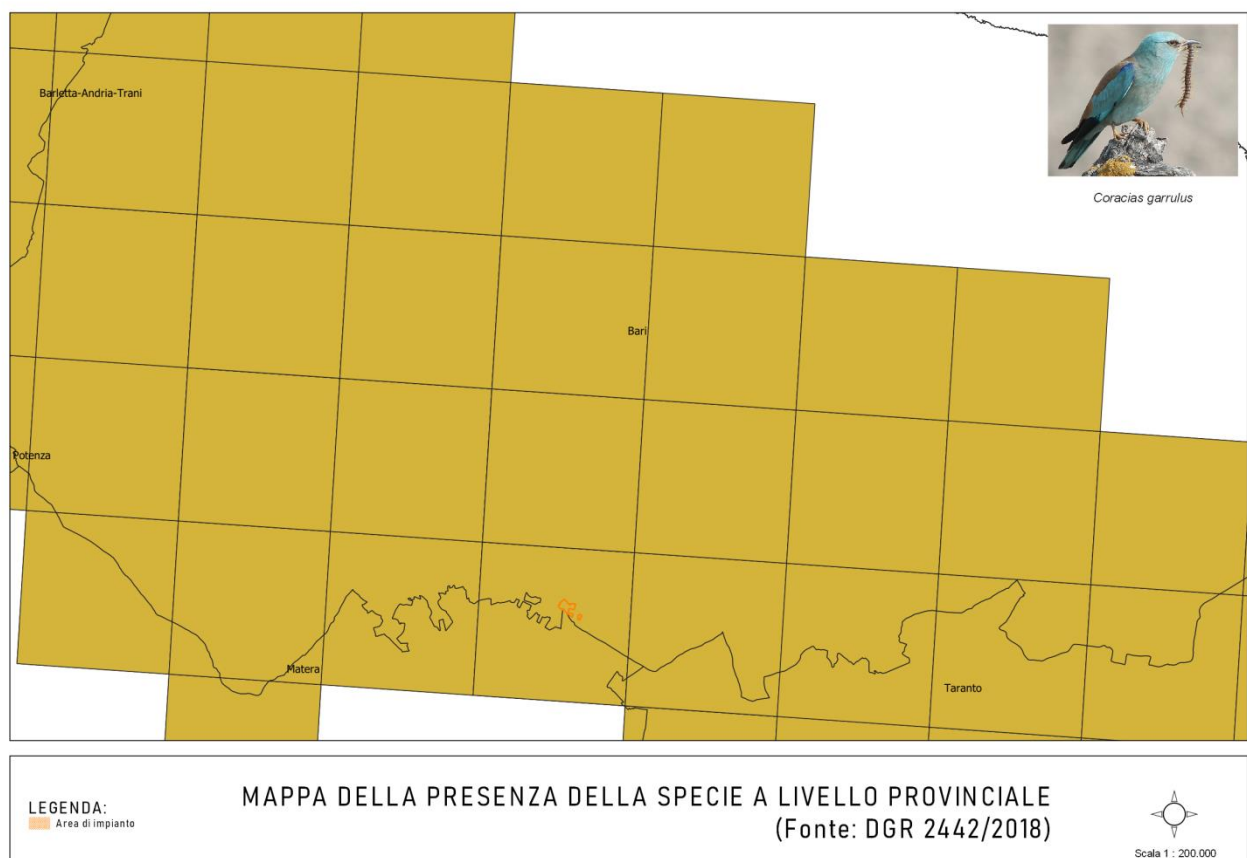 Barletta-Andria-Trani
Coracias garrulus
Bari
Potenza
Matera
Taranto
LEGENDA:
Area di impianto
MAPPA DELLA PRESENZA DELLA SPECIE A LIVELLO PROVINCIALE
(Fonte: DGR 2442/2018)
Scala 1 : 200.000